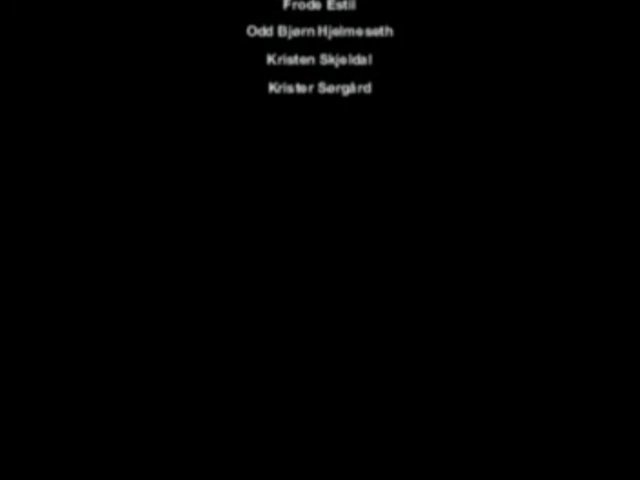 Frode Estil
Odd Bjørn Hjelmeseth
Kristen Skjeldal
Krister Sørgård